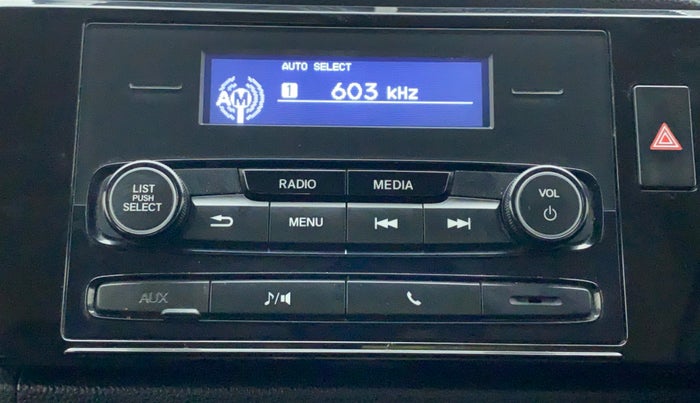 AUTO SELECT
AM
1 603 kHz
LIST
PUSH
SELECT
RADIO
MEDIA
VOL
MENU
AUX